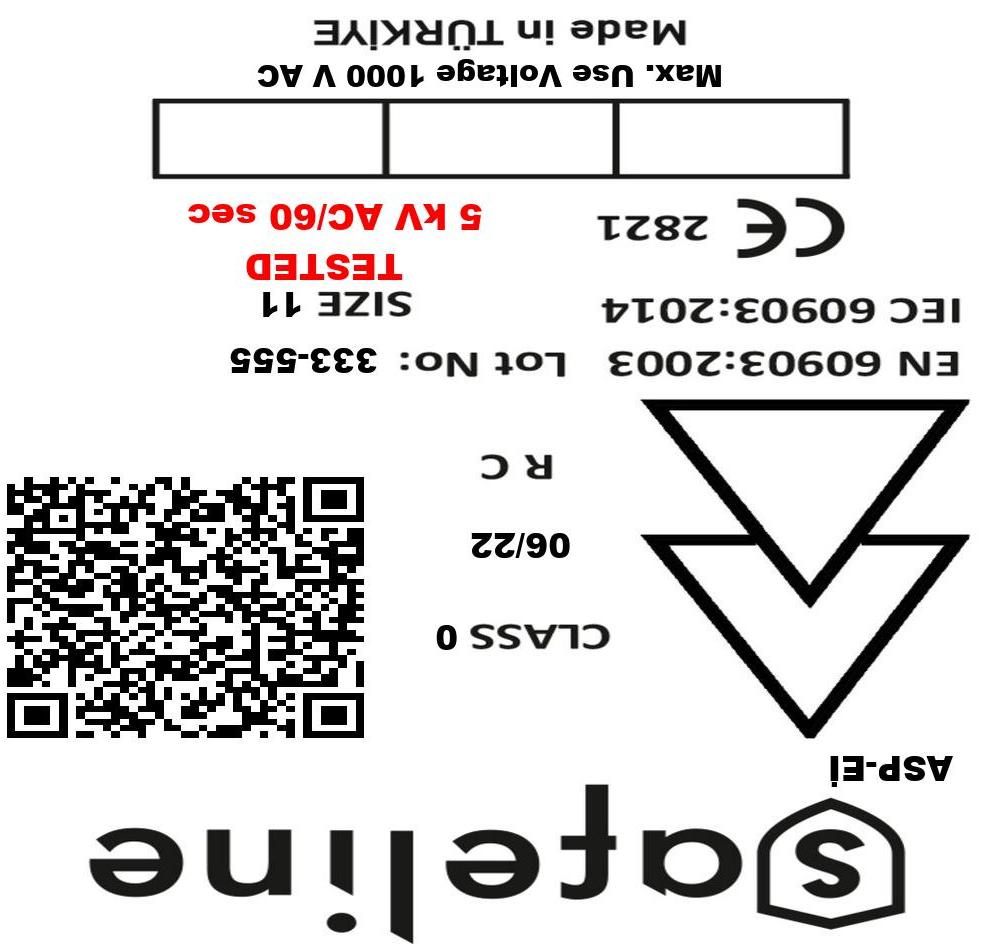 safeline
ASP-Eİ
CLASS 0
06/22
R C
EN 60903:2003 Lot No: 333-555
IEC 60903:2014 SIZE 11
TESTED
CE 2821 5 kV AC/60 sec
Max. Use Voltage 1000 V AC
Made in TÜRKİYE